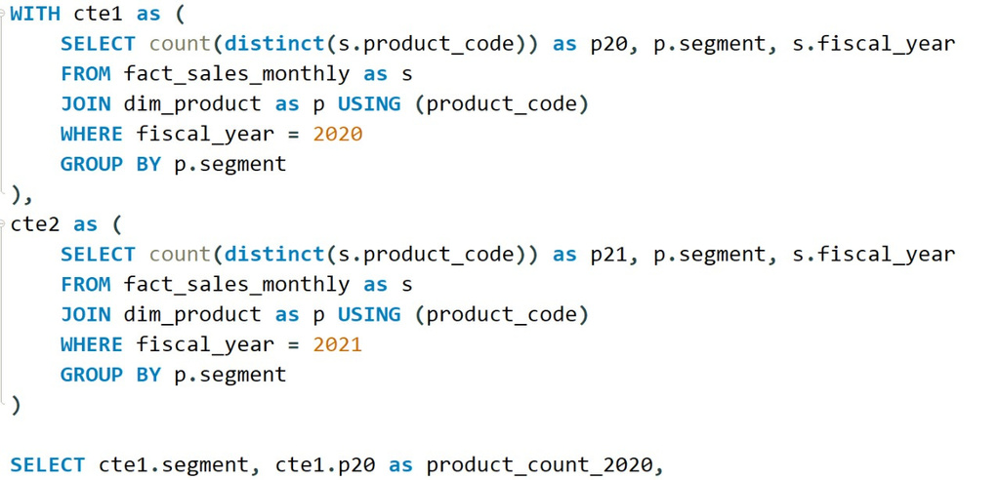 WITH cte1 as (
    SELECT count(distinct(s.product_code)) as p20, p.segment, s.fiscal_year
    FROM fact_sales_monthly as s
    JOIN dim_product as p USING (product_code)
    WHERE fiscal_year = 2020
    GROUP BY p.segment
),
cte2 as (
    SELECT count(distinct(s.product_code)) as p21, p.segment, s.fiscal_year
    FROM fact_sales_monthly as s
    JOIN dim_product as p USING (product_code)
    WHERE fiscal_year = 2021
    GROUP BY p.segment
)
SELECT cte1.segment, cte1.p20 as product_count_2020,